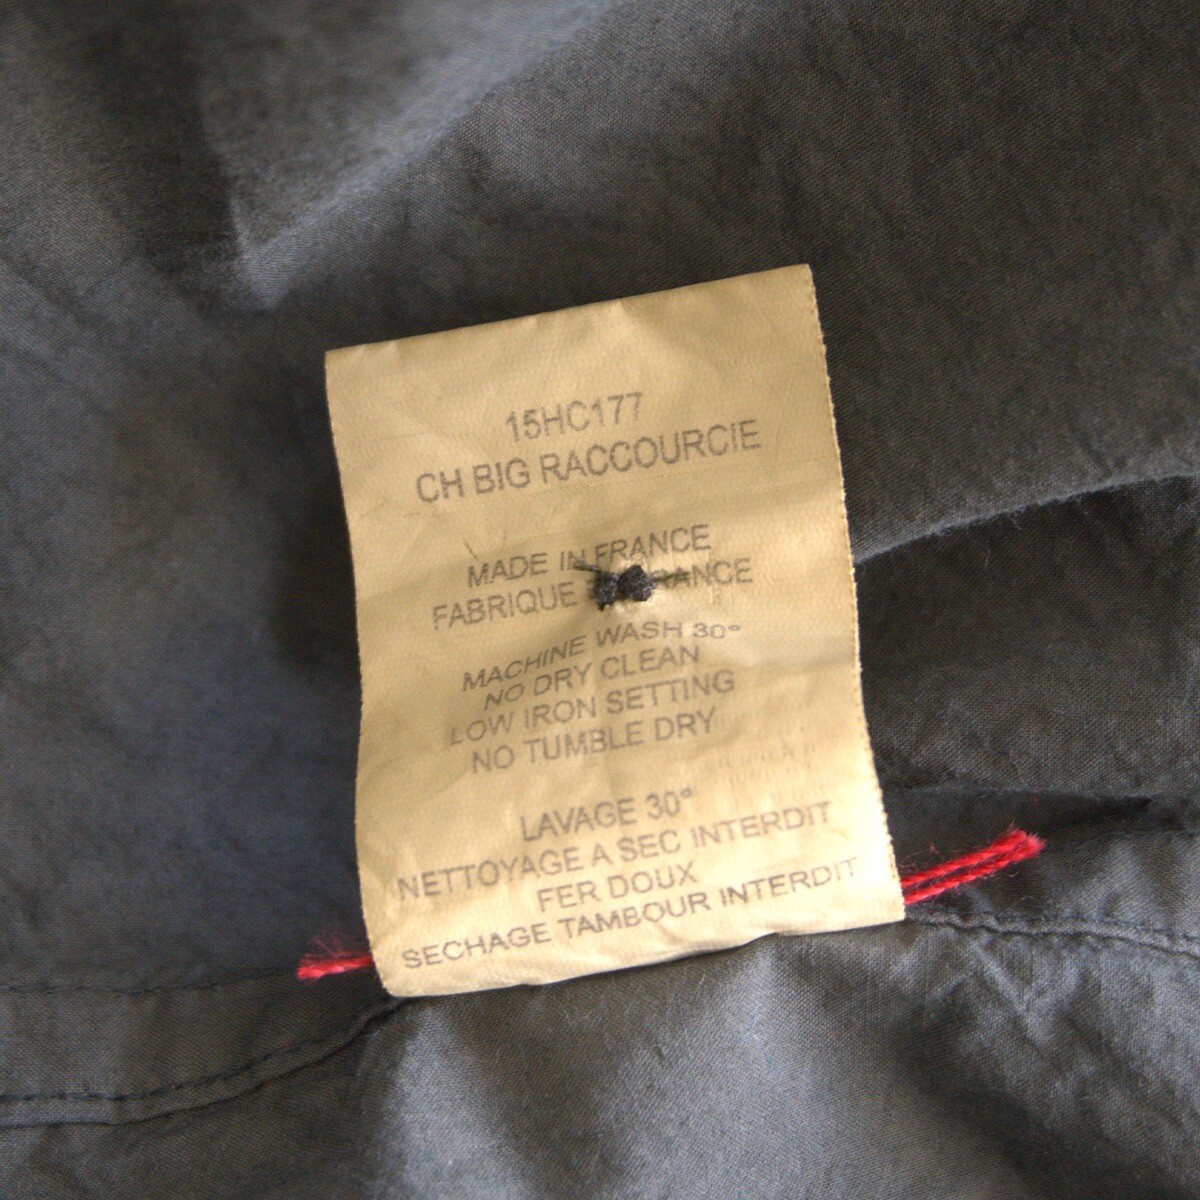 15HC177
CH BIG RACCOURCIE
MADE IN FRANCE
FABRIQUE FRANCE
MACHINE WASH 30°
NO DRY CLEAN
LOW IRON SETTING
NO TUMBLE DRY
LAVAGE 30°
NETTOYAGE A SEC INTERDIT
FER DOUX
SECHAGE TAMBOUR INTERDIT